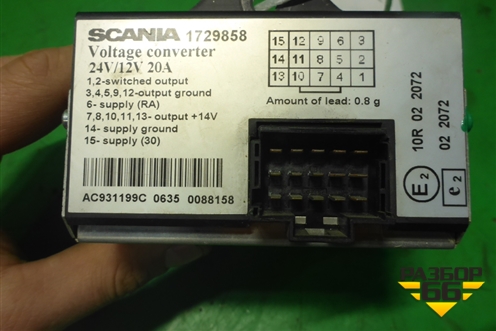 SCANIA 1729858
Voltage converter
24V/12V 20A
1,2-switched output
3,4,5,9,12-output ground
6- supply (RA)
7,8,10,11,13- output +14V
14- supply ground
15- supply (30)
AC931199C 0635 0088158
15 12 9 6 3
14 11 8 5 2
13 10 7 4 1
Amount of lead: 0.8 g
10R 02 2072
02 2072
E2
e2
РАЗБОР
66